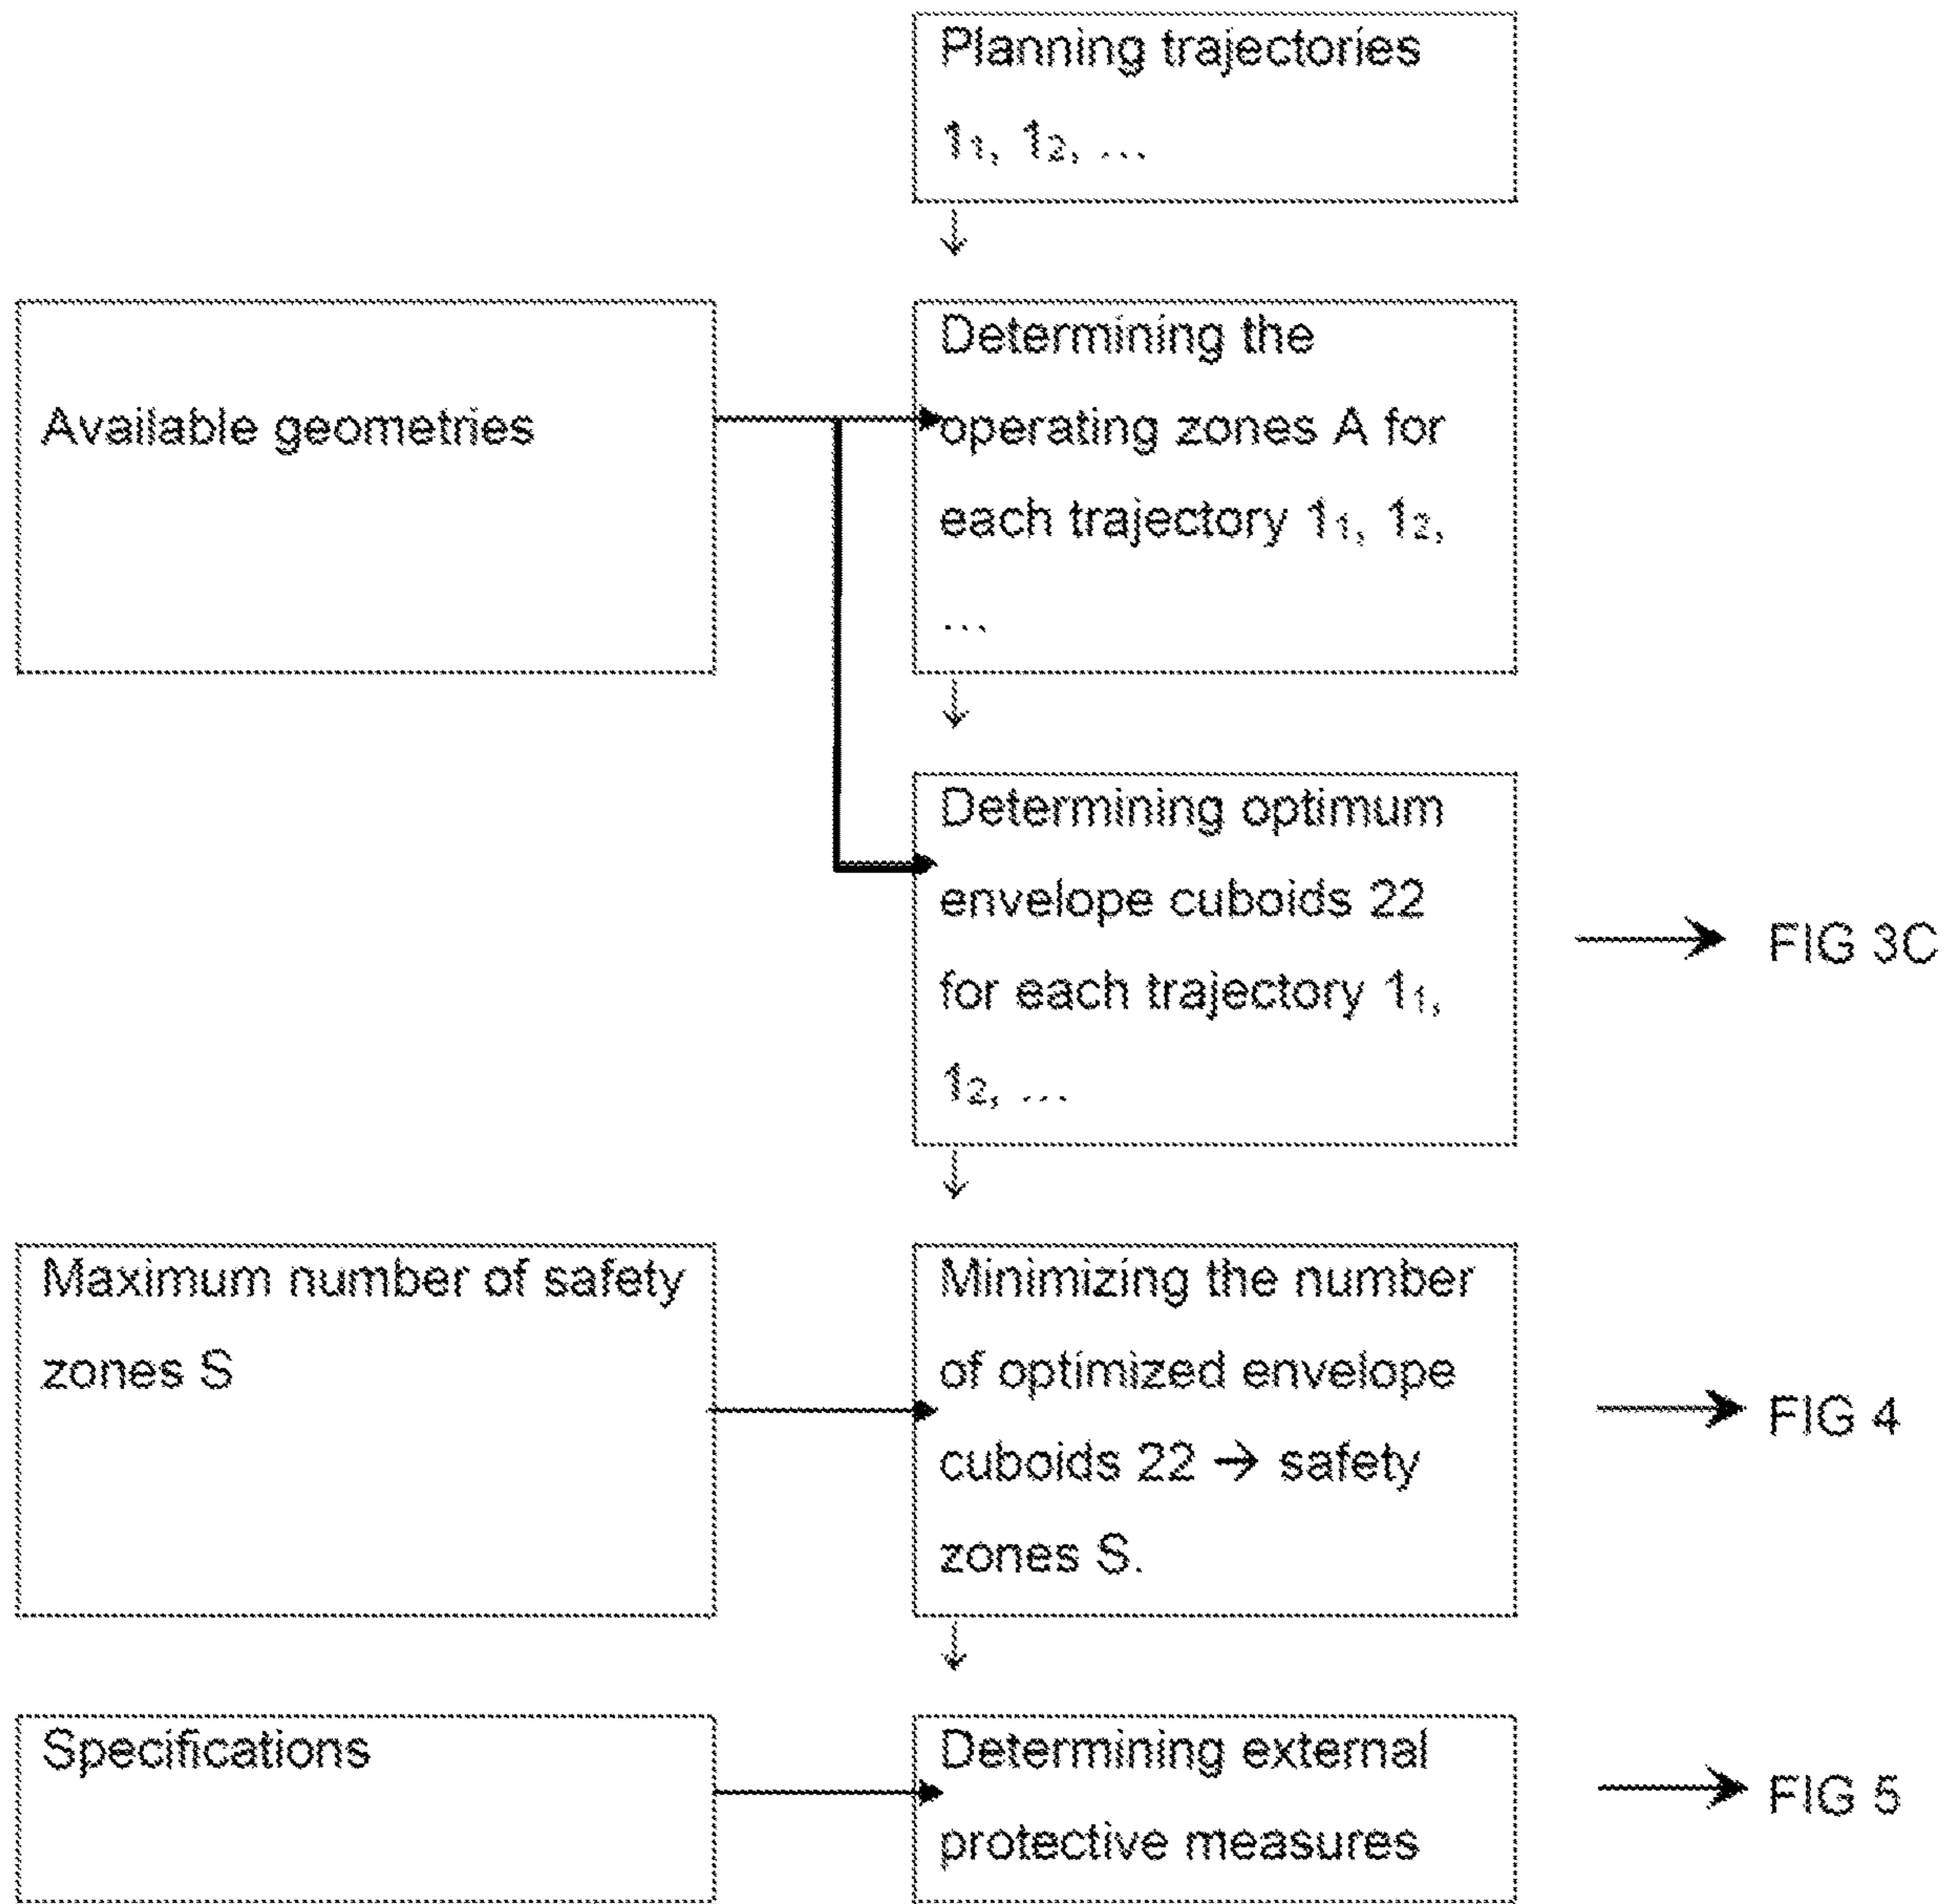 Planning trajectories
1₁, 1₂, ...
Available geometries
Determining the
operating zones A for
each trajectory 1₁, 1₂,
...
Determining optimum
envelope cuboids 22
for each trajectory 1₁,
1₂, ...
FIG 3C
Maximum number of safety
zones S
Minimizing the number
of optimized envelope
cuboids 22 → safety
zones S.
FIG 4
Specifications
Determining external
protective measures
FIG 5